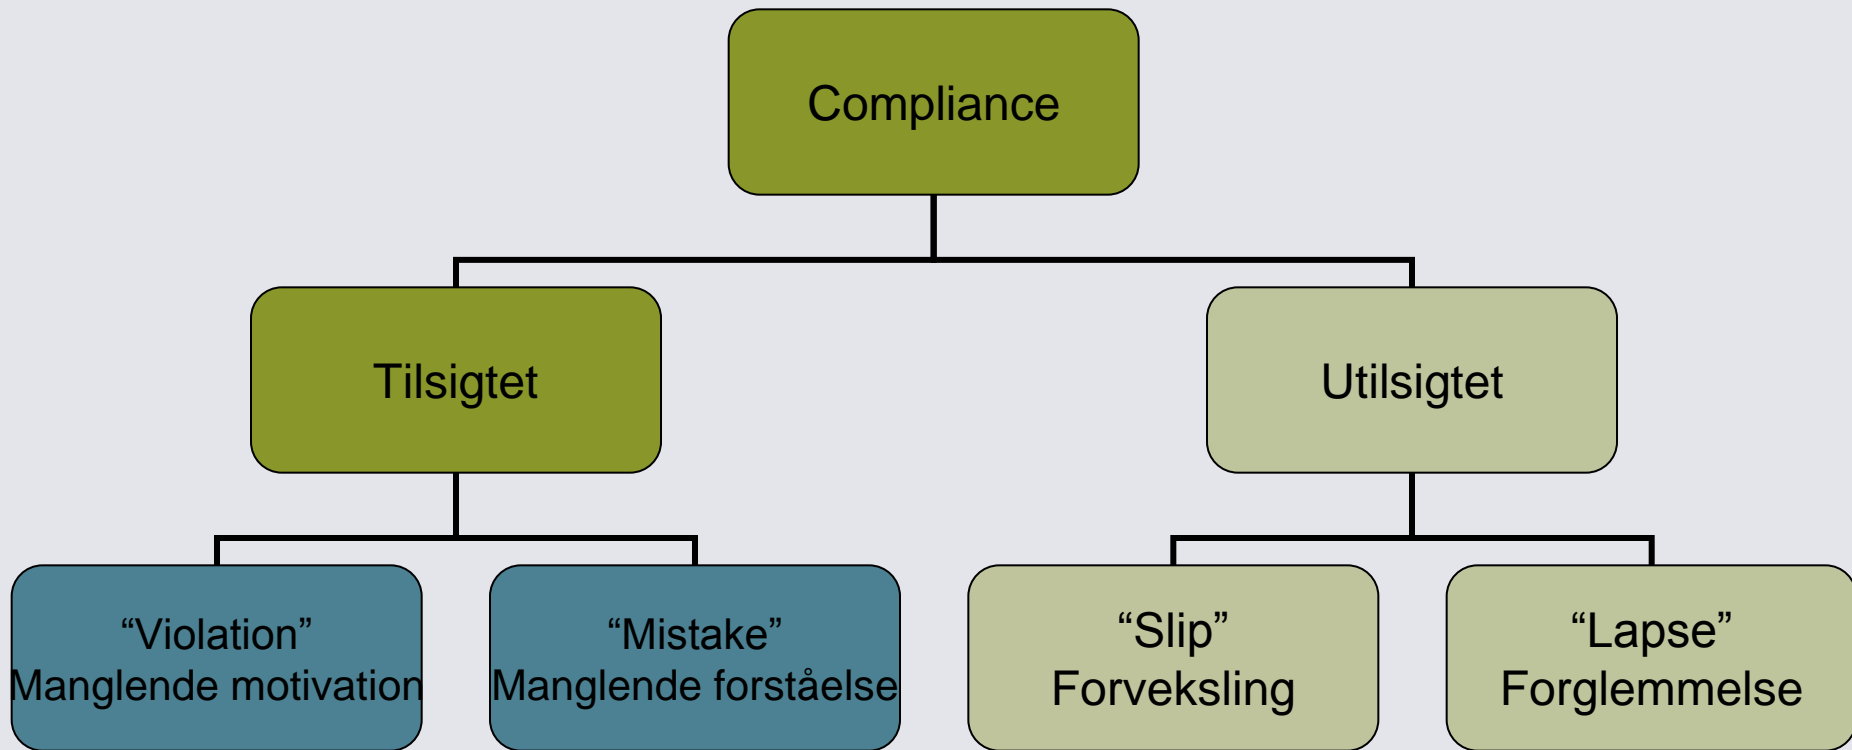 Compliance
Tilsigtet
Utilsigtet
“Violation”
Manglende motivation
“Mistake”
Manglende forståelse
“Slip”
Forveksling
“Lapse”
Forglemmelse